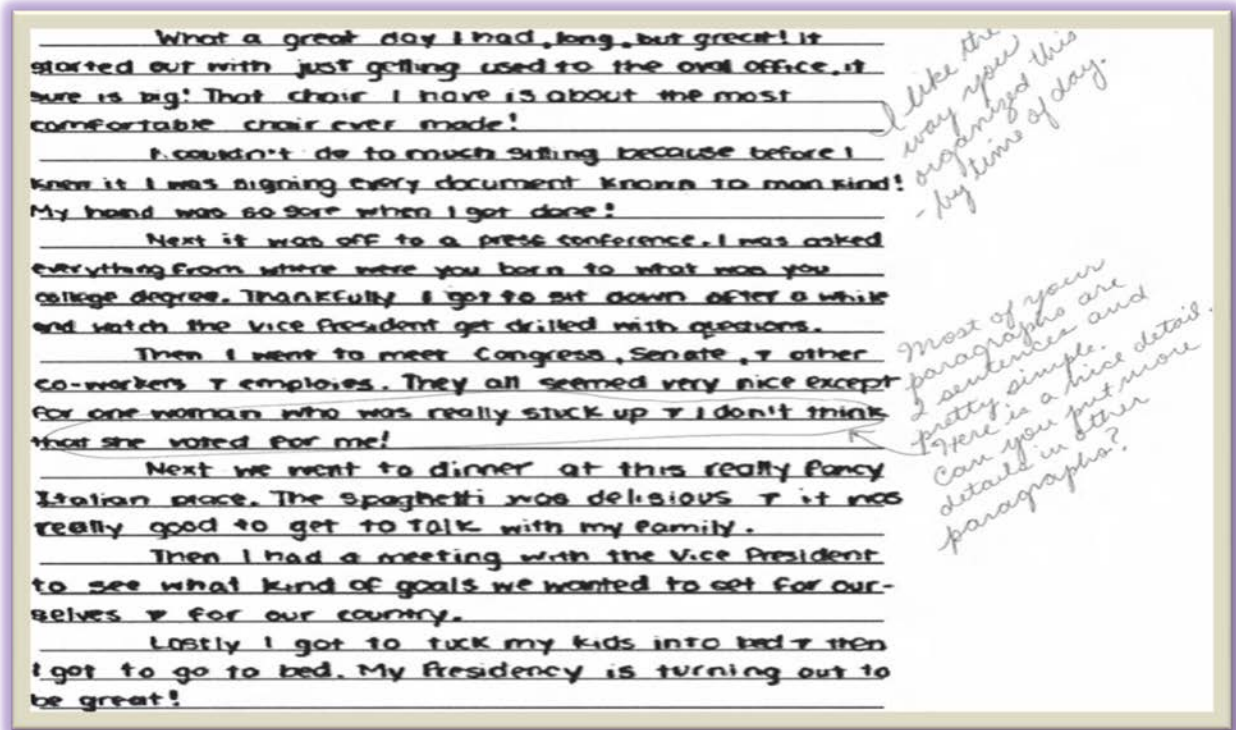 What a great day I had, long, but great! It
started out with just getting used to the oval office, it
sure is big! That chair I have is about the most
comfortable chair ever made!
I couldn't do to much sitting because before I
knew it I was signing every document known to man kind!
My hand was so sore when I got done!
Next it was off to a press conference. I was asked
everything from where were you born to what was you
college degree. Thankfully I got to sit down after a while
and watch the Vice President get drilled with questions.
Then I went to meet Congress, Senate, + other
co-workers + emploies. They all seemed very nice except
for one woman who was really stuck up + I don't think
that she voted for me!
Next we went to dinner at this really fancy
Italian place. The spaghetti was delisious + it was
really good to get to talk with my family.
Then I had a meeting with the Vice President
to see what kind of goals we wanted to set for our-
selves + for our country.
Lastly I got to tuck my kids into bed + then
I got to go to bed. My Presidency is turning out to
be great!
I like the
way you
organized this
- by time of day.
Most of your
paragraphs are
2 sentences and
pretty simple.
Here is a nice detail.
Can you put more
details in other
paragraphs?